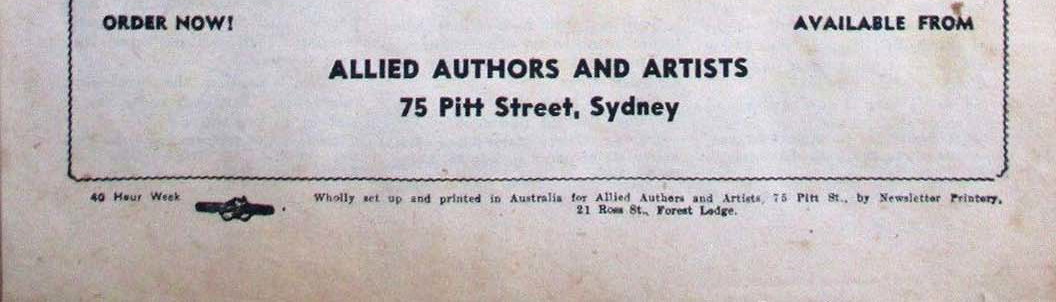 ORDER NOW! AVAILABLE FROM
ALLIED AUTHORS AND ARTISTS
75 Pitt Street, Sydney
40 Hour Week
Wholly set up and printed in Australia for Allied Authors and Artists, 75 Pitt St., by Newsletter Printery,
21 Ross St., Forest Lodge.